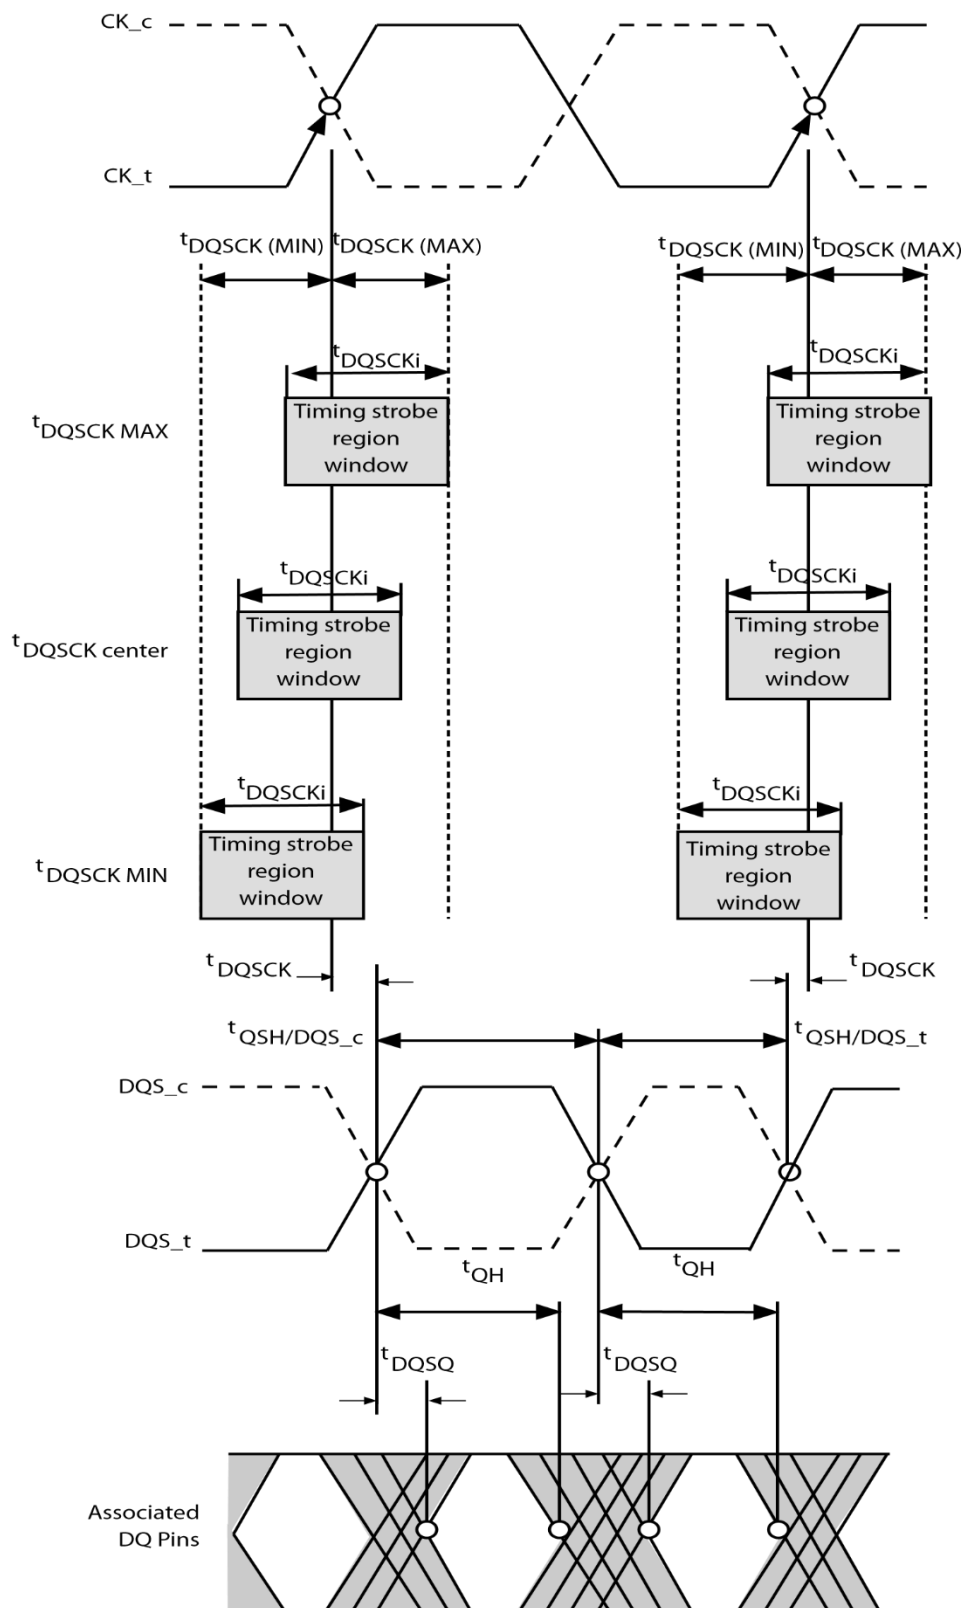 CK_c
CK_t
tDQSCK (MIN) tDQSCK (MAX) tDQSCK (MIN) tDQSCK (MAX)
tDQSCKi tDQSCKi
tDQSCK MAX
Timing strobe
region
window
Timing strobe
region
window
tDQSCKi tDQSCKi
tDQSCK center
Timing strobe
region
window
Timing strobe
region
window
tDQSCKi tDQSCKi
tDQSCK MIN
Timing strobe
region
window
Timing strobe
region
window
tDQSCK tDQSCK
tQSH/DQS_c tQSH/DQS_t
DQS_c
DQS_t
tQH tQH
tDQSQ tDQSQ
Associated
DQ Pins